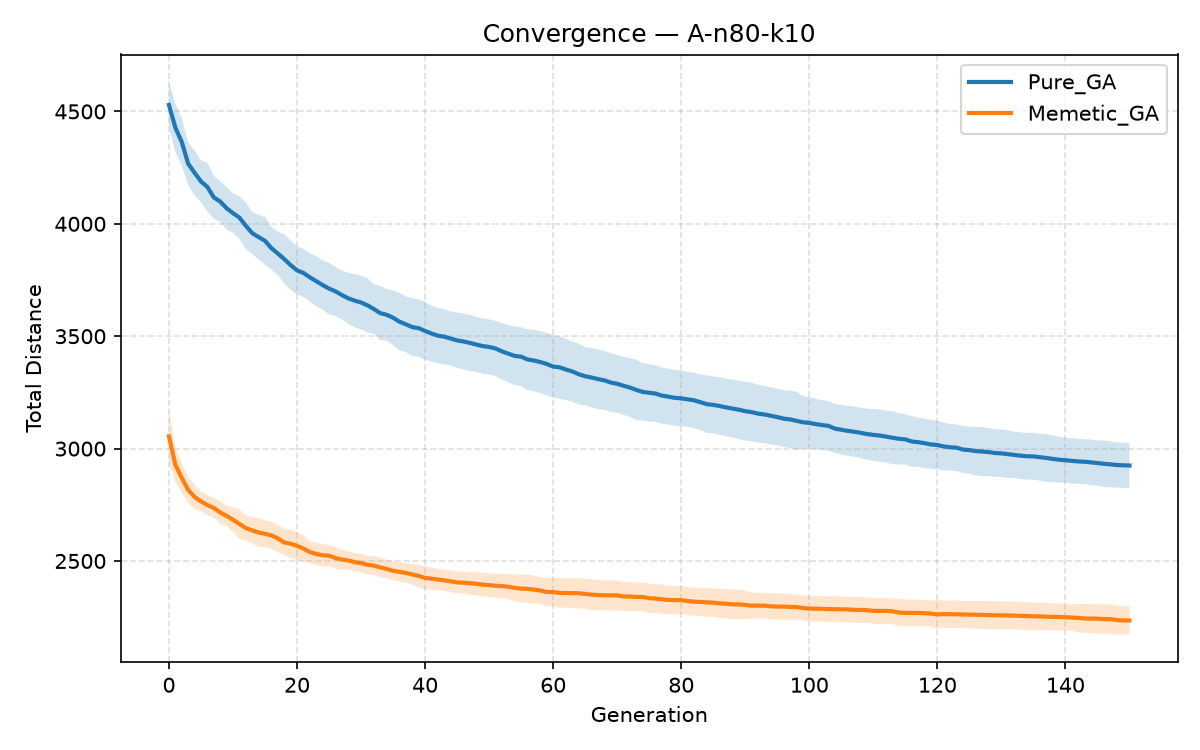 Convergence — A-n80-k10
Pure_GA
Memetic_GA
Total Distance
4500
4000
3500
3000
2500
0 20 40 60 80 100 120 140
Generation